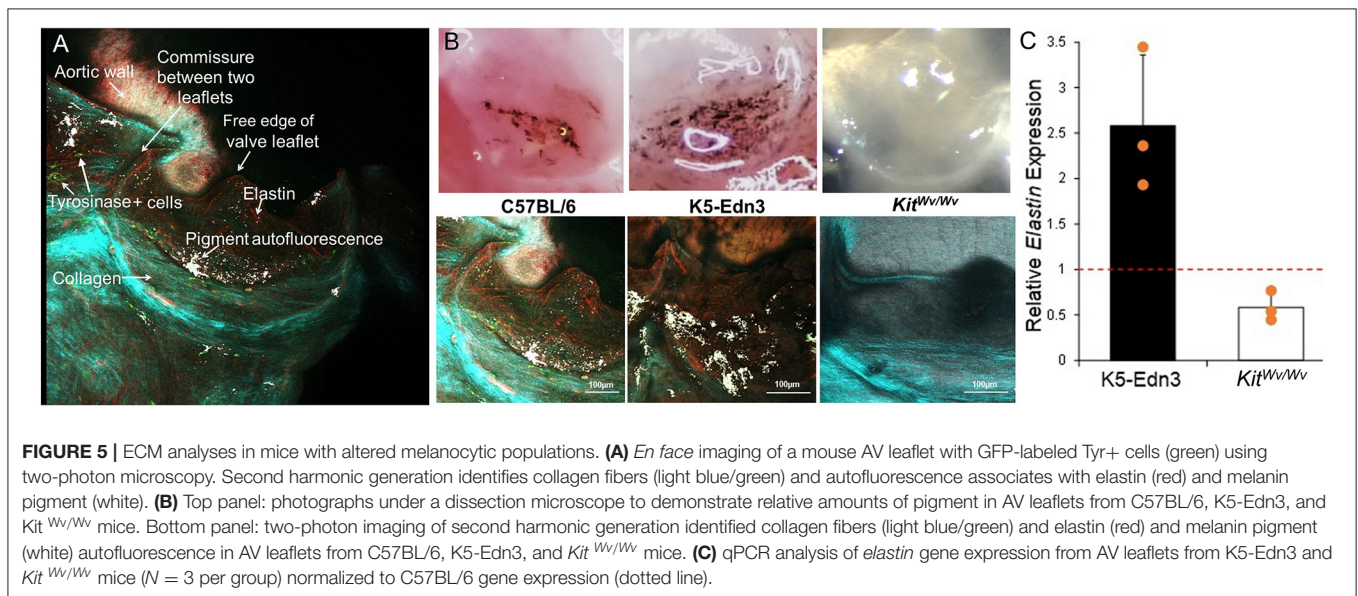 A
Aortic wall
Commissure
between two
leaflets
Free edge of
valve leaflet
Elastin
Tyrosinase+ cells
Pigment autofluorescence
Collagen
B
C57BL/6
K5-Edn3
Kit^Wv/Wv
100µm
100µm
100µm
C
Relative Elastin Expression
3.5
3
2.5
2
1.5
1
0.5
0
K5-Edn3
Kit^Wv/Wv
FIGURE 5 | ECM analyses in mice with altered melanocytic populations. (A) En face imaging of a mouse AV leaflet with GFP-labeled Tyr+ cells (green) using
two-photon microscopy. Second harmonic generation identifies collagen fibers (light blue/green) and autofluorescence associates with elastin (red) and melanin
pigment (white). (B) Top panel: photographs under a dissection microscope to demonstrate relative amounts of pigment in AV leaflets from C57BL/6, K5-Edn3, and
Kit Wv/Wv mice. Bottom panel: two-photon imaging of second harmonic generation identified collagen fibers (light blue/green) and elastin (red) and melanin pigment
(white) autofluorescence in AV leaflets from C57BL/6, K5-Edn3, and Kit Wv/Wv mice. (C) qPCR analysis of elastin gene expression from AV leaflets from K5-Edn3 and
Kit Wv/Wv mice (N = 3 per group) normalized to C57BL/6 gene expression (dotted line).